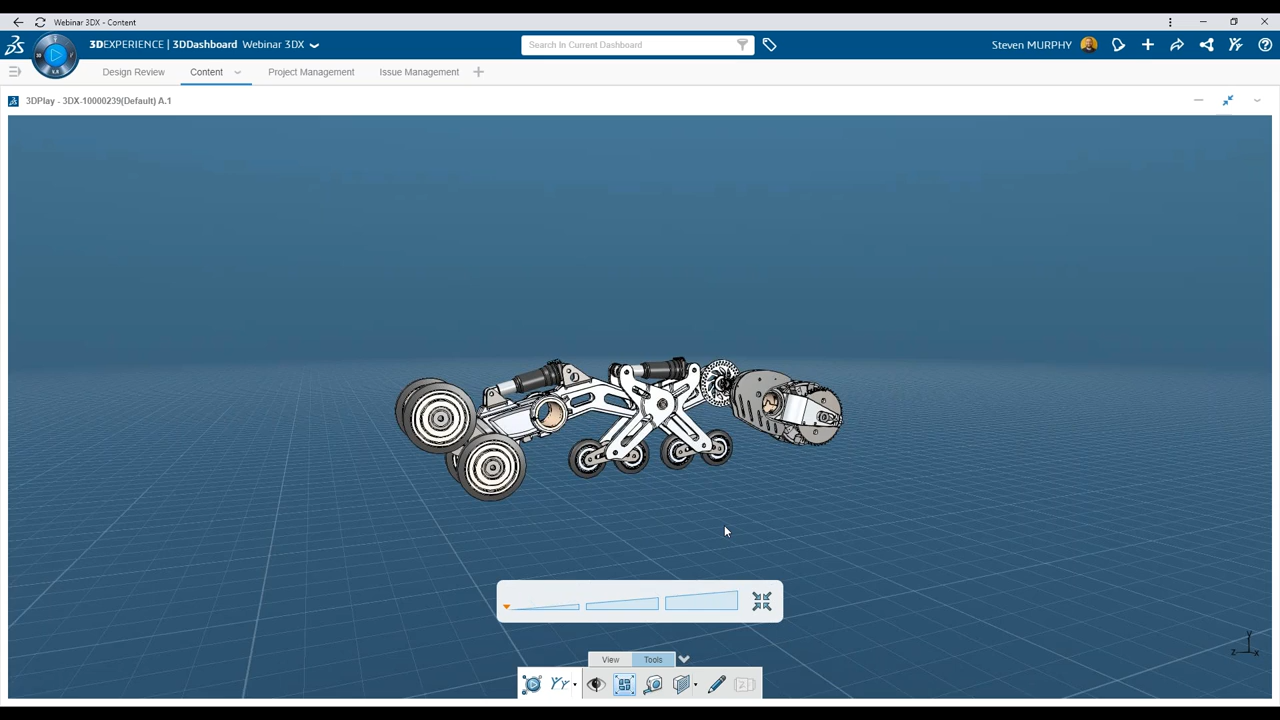 Webinar 3DX - Content
3DEXPERIENCE | 3DDashboard Webinar 3DX
Search In Current Dashboard
Steven MURPHY
Design Review
Content
Project Management
Issue Management
3DPlay - 3DX-10000239(Default) A.1
View
Tools